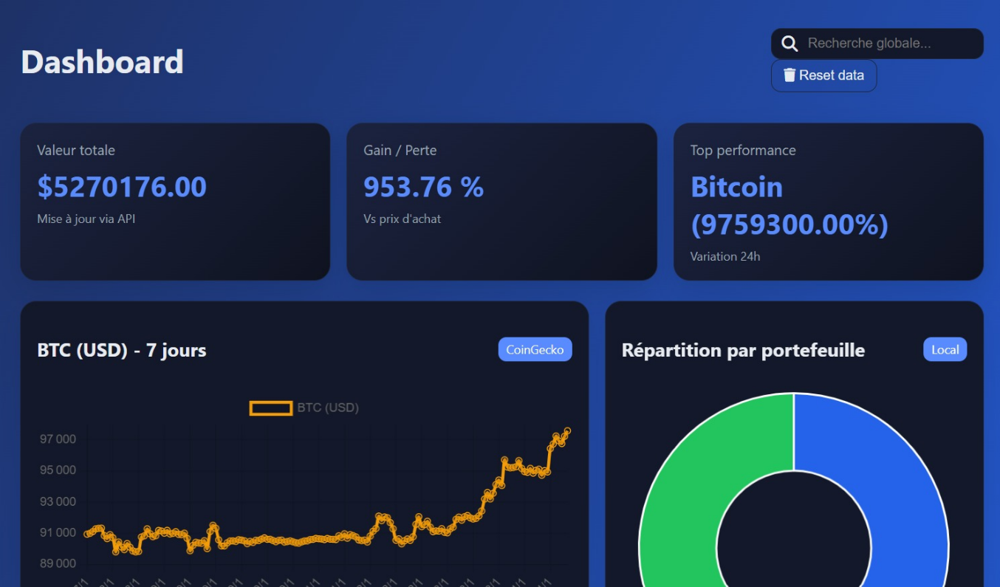 Dashboard
Recherche globale...
Reset data
Valeur totale
$5270176.00
Mise à jour via API
Gain / Perte
953.76 %
Vs prix d'achat
Top performance
Bitcoin
(9759300.00%)
Variation 24h
BTC (USD) - 7 jours
CoinGecko
BTC (USD)
97 000
95 000
93 000
91 000
89 000
Répartition par portefeuille
Local